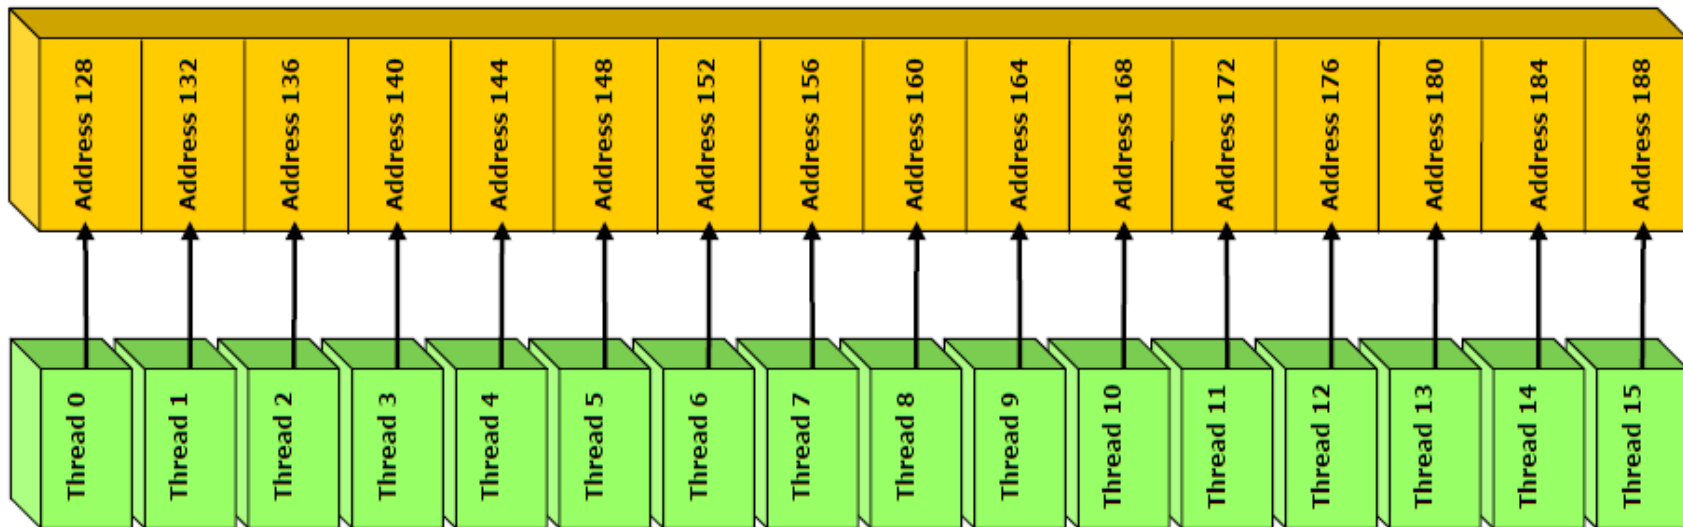 Address 128
Address 132
Address 136
Address 140
Address 144
Address 148
Address 152
Address 156
Address 160
Address 164
Address 168
Address 172
Address 176
Address 180
Address 184
Address 188
Thread 0
Thread 1
Thread 2
Thread 3
Thread 4
Thread 5
Thread 6
Thread 7
Thread 8
Thread 9
Thread 10
Thread 11
Thread 12
Thread 13
Thread 14
Thread 15